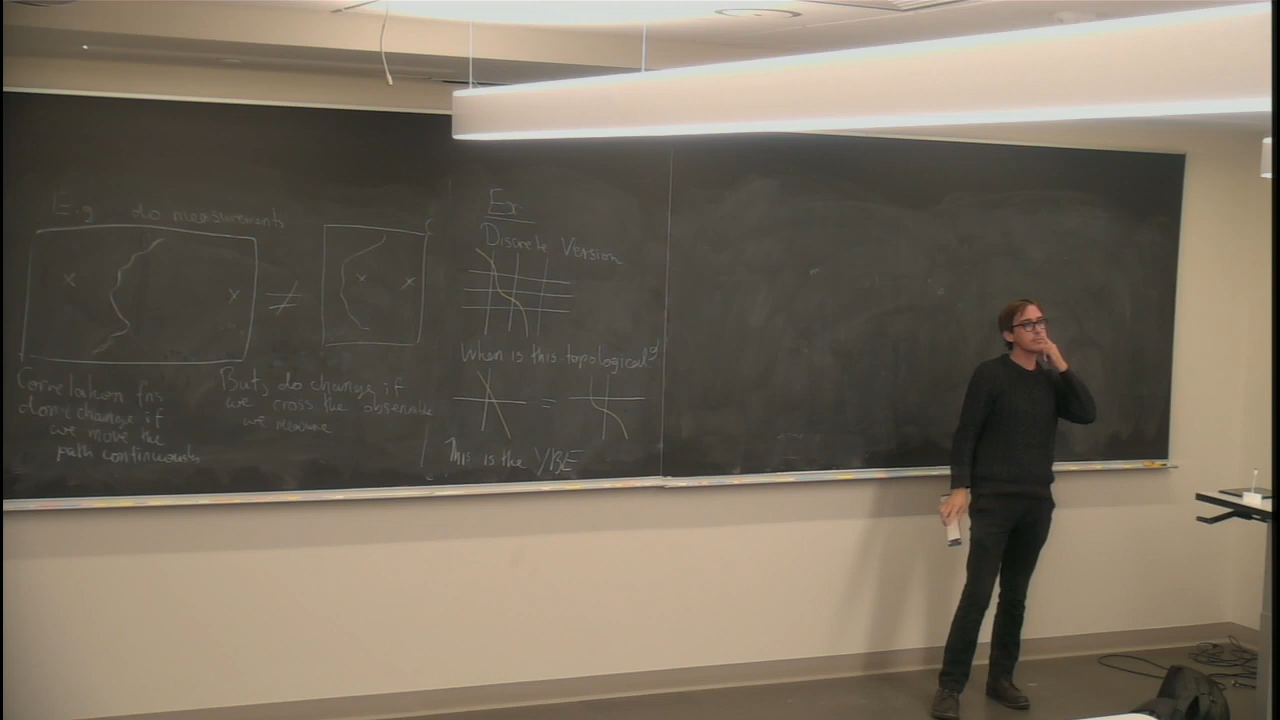 E.g. do measurements
x x ≠ x x
Correlation fns
don't change if
we move the
path continuously
But, do change if
we cross the observable
we measure
Ex
Discrete Version
When is this topological?
=
This is the YBE